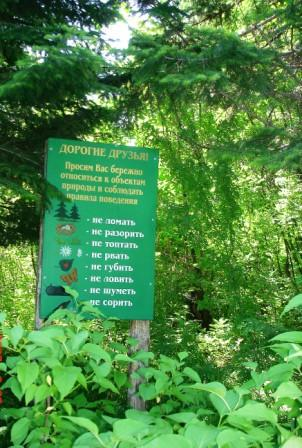 ДОРОГИЕ ДРУЗЬЯ!
Просим Вас бережно
относиться к объектам
природы и соблюдать
правила поведения
- не ломать
- не разорить
- не топтать
- не рвать
- не губить
- не ловить
- не шуметь
- не сорить